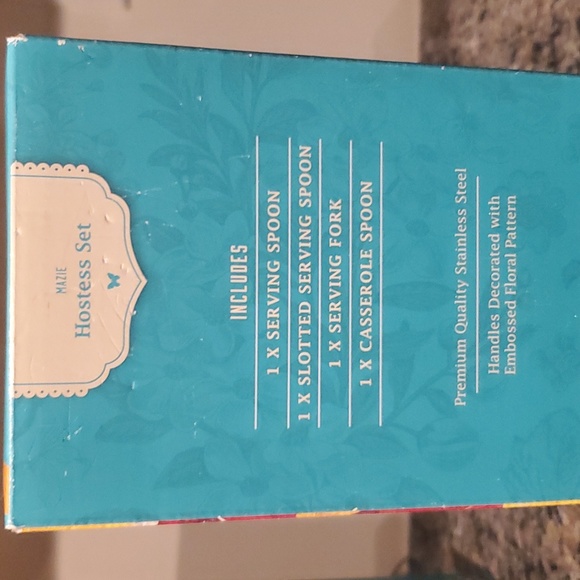 MAZIE
Hostess Set
INCLUDES
1 X SERVING SPOON
1 X SLOTTED SERVING SPOON
1 X SERVING FORK
1 X CASSEROLE SPOON
Premium Quality Stainless Steel
Handles Decorated with
Embossed Floral Pattern